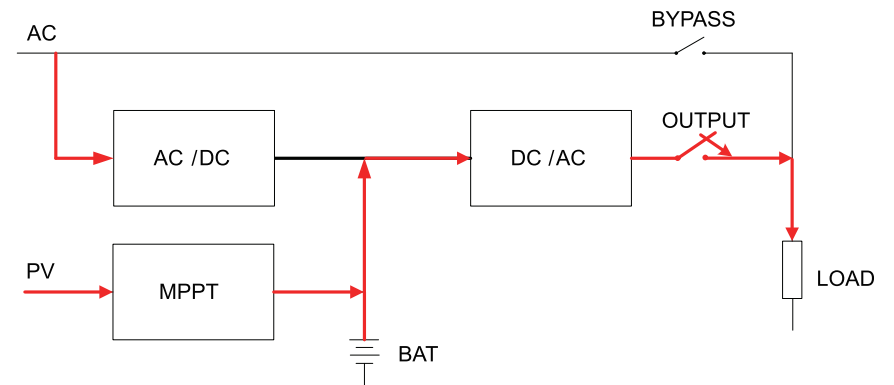 BYPASS
AC
OUTPUT
AC /DC
DC /AC
PV
MPPT
LOAD
BAT